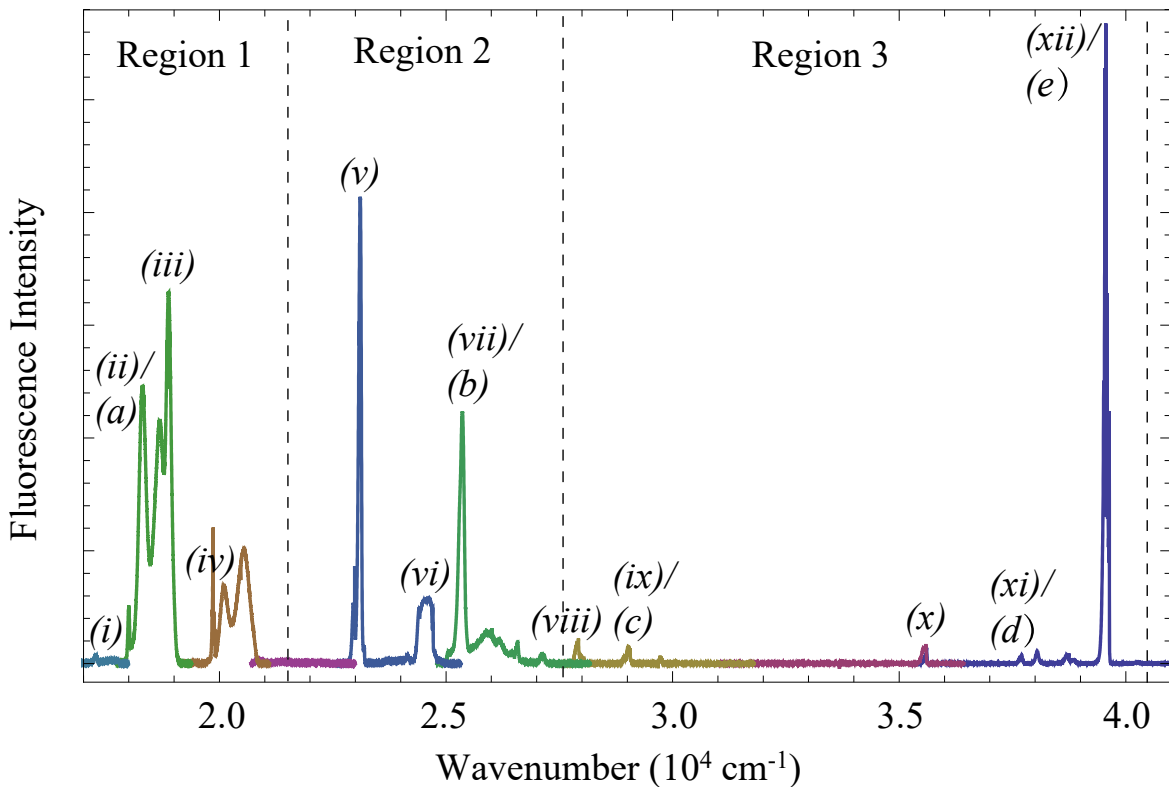 Region 1
Region 2
Region 3
(xii)/
(e)
(v)
(iii)
(ii)/
(a)
(vii)/
(b)
(iv)
(vi)
(ix)/
(c)
(i)
(viii)
(x)
(xi)/
(d)
Fluorescence Intensity
2.0
2.5
3.0
3.5
4.0
Wavenumber (10⁴ cm⁻¹)